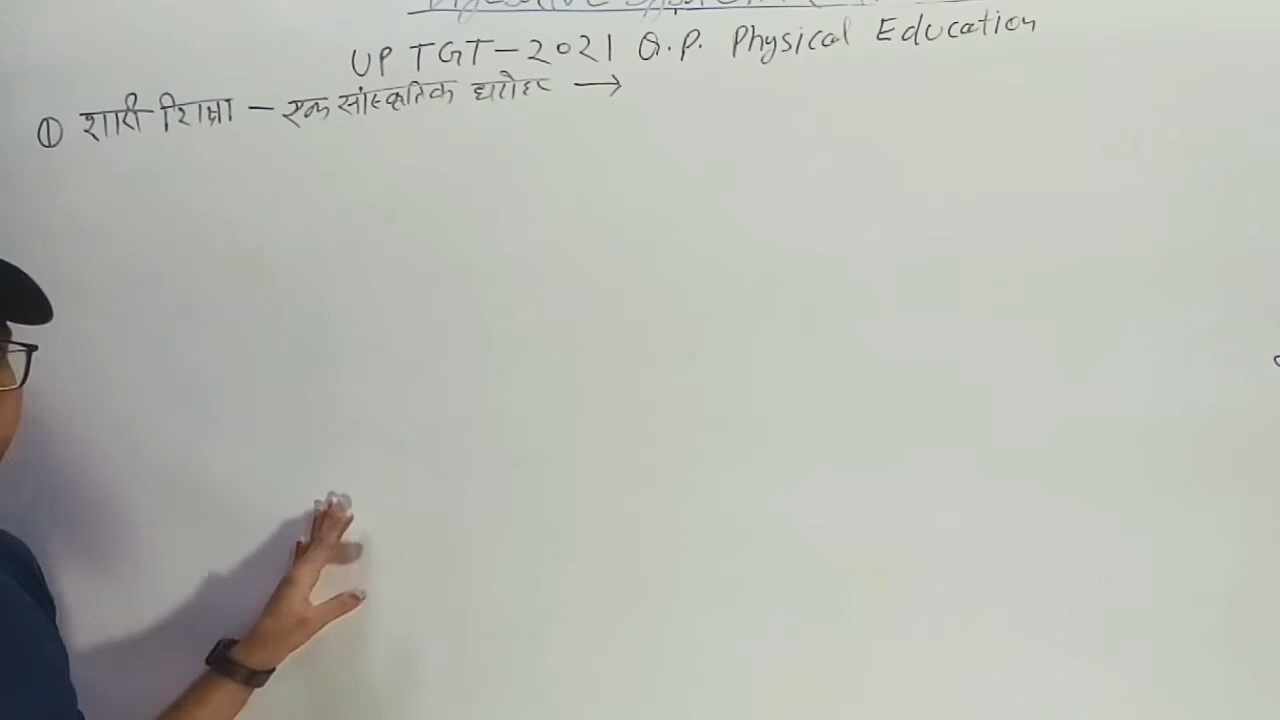 UP TGT-2021 Q.P. Physical Education
① शारी शिक्षा - एक सांस्कृतिक धरोहर →